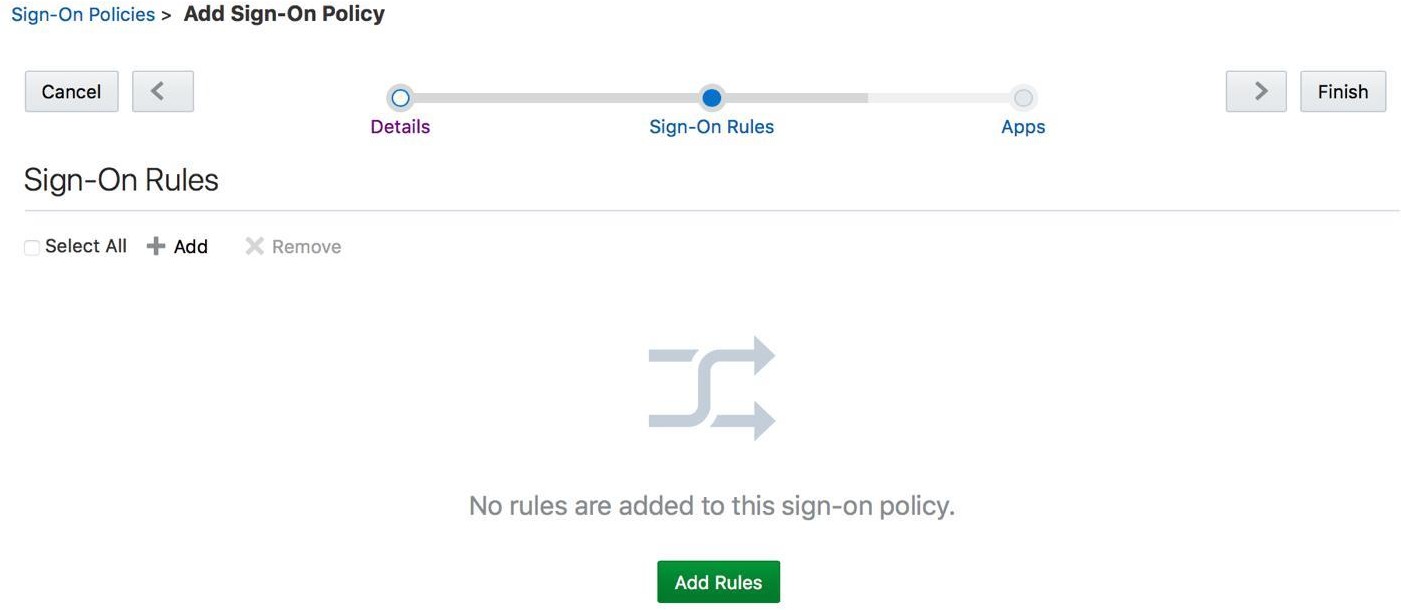 Sign-On Policies > Add Sign-On Policy
Cancel
Finish
Details
Sign-On Rules
Apps
Sign-On Rules
Select All
Add
Remove
No rules are added to this sign-on policy.
Add Rules